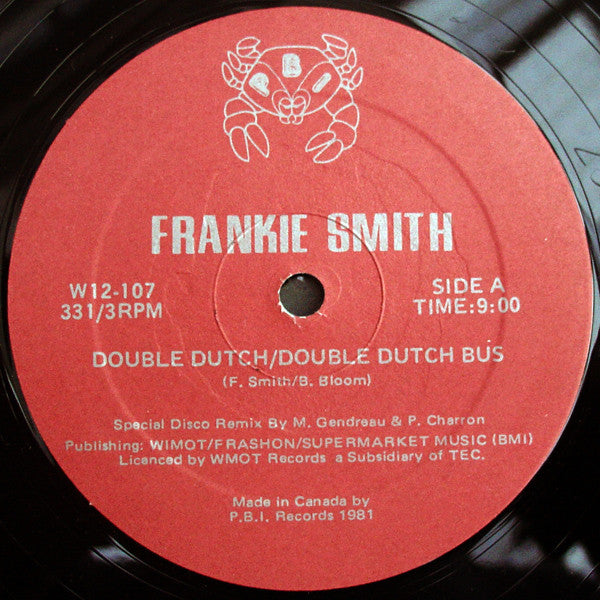 P B I
FRANKIE SMITH
W12-107
331/3RPM
SIDE A
TIME:9:00
DOUBLE DUTCH/DOUBLE DUTCH BUS
(F. Smith/B. Bloom)
Special Disco Remix By M. Gendreau & P. Charron
Publishing: WIMOT/FRASHON/SUPERMARKET MUSIC (BMI)
Licenced by WMOT Records a Subsidiary of TEC.
Made in Canada by
P.B.I. Records 1981